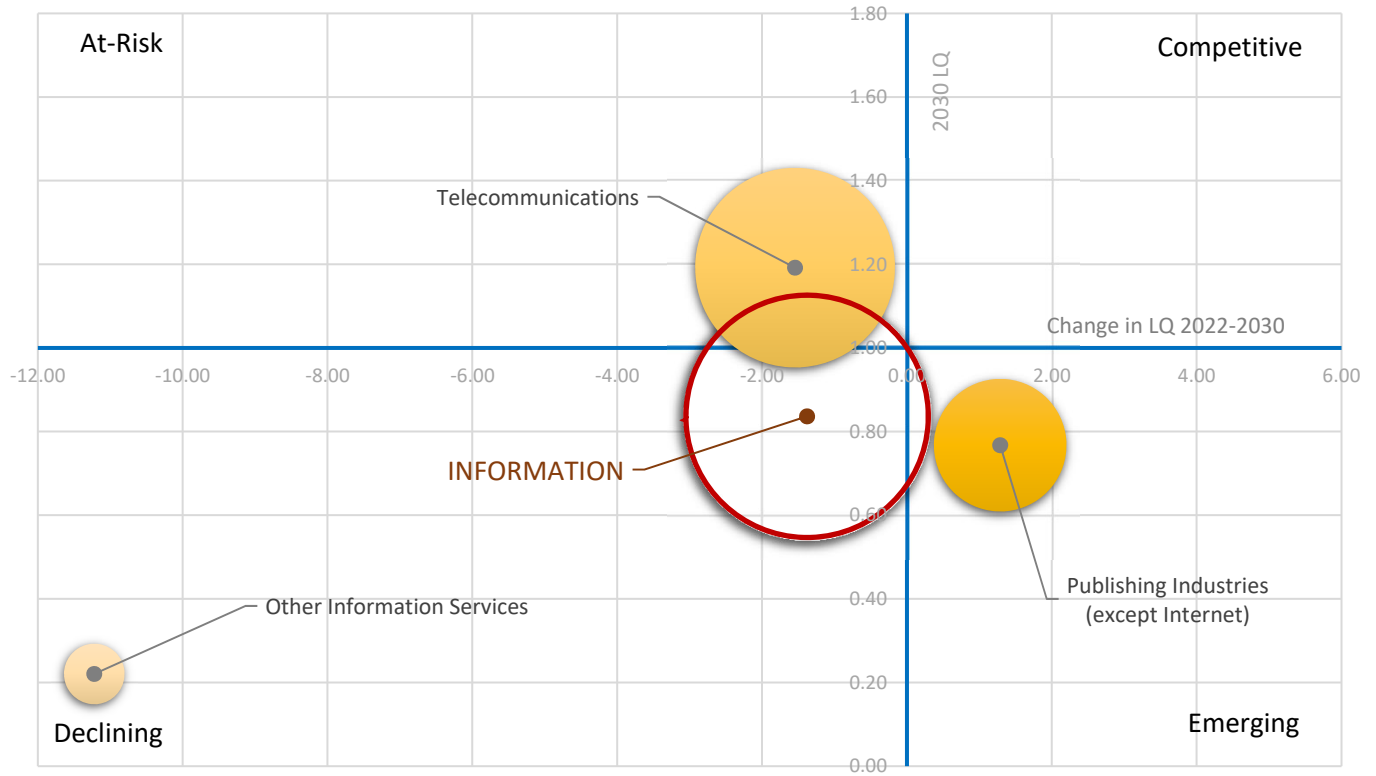 1.80
At-Risk
Competitive
2030 LQ
1.60
1.40
Telecommunications
1.20
Change in LQ 2022-2030
1.00
-12.00 -10.00 -8.00 -6.00 -4.00 -2.00 0.00 2.00 4.00 6.00
0.80
INFORMATION
0.60
Publishing Industries
(except Internet)
0.40
Other Information Services
0.20
Declining
Emerging
0.00